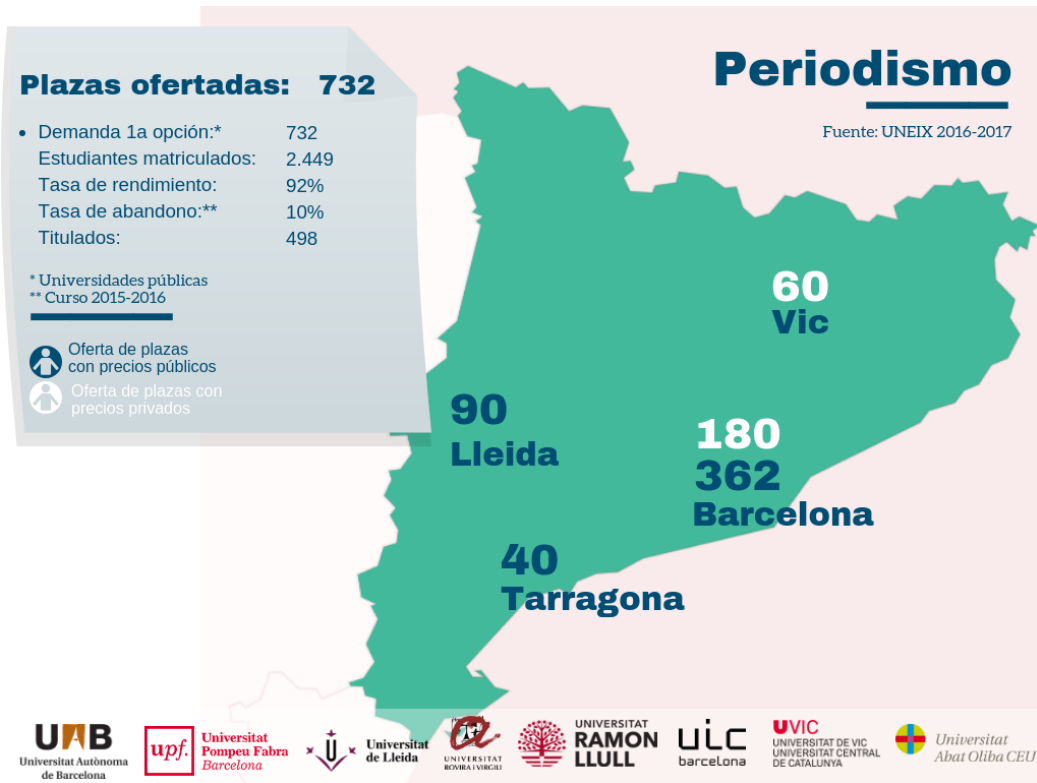 Plazas ofertadas: 732
• Demanda 1a opción:* 732
Estudiantes matriculados: 2.449
Tasa de rendimiento: 92%
Tasa de abandono:** 10%
Titulados: 498
* Universidades públicas
** Curso 2015-2016
Oferta de plazas
con precios públicos
Oferta de plazas con
precios privados
Periodismo
Fuente: UNEIX 2016-2017
60
Vic
90
Lleida
180
362
Barcelona
40
Tarragona
UAB
Universitat Autònoma
de Barcelona
upf.
Universitat
Pompeu Fabra
Barcelona
Universitat
de Lleida
UNIVERSITAT
ROVIRA I VIRGILI
UNIVERSITAT
RAMON
LLULL
uic
barcelona
UVIC
UNIVERSITAT DE VIC
UNIVERSITAT CENTRAL
DE CATALUNYA
Universitat
Abat Oliba CEU